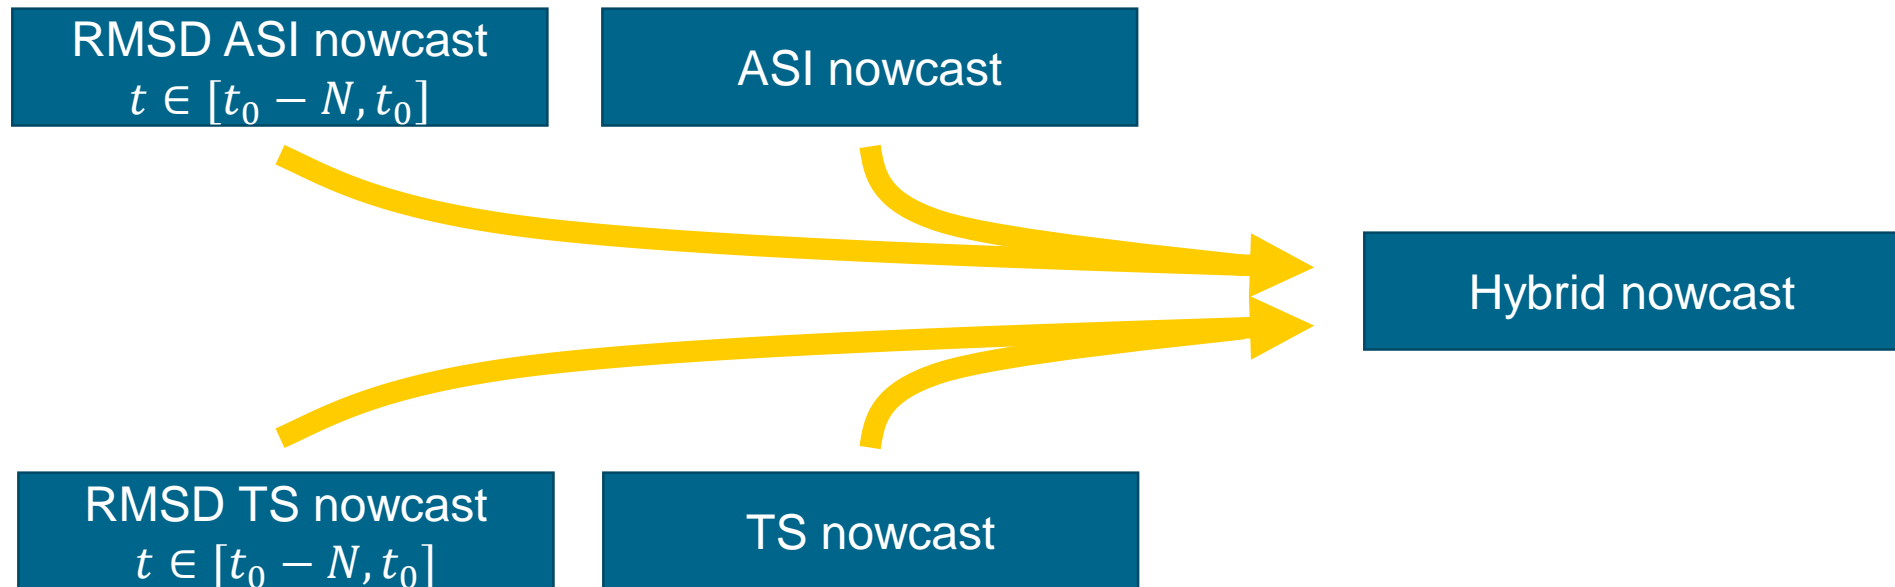 RMSD ASI nowcast
𝑡 ∈ [𝑡₀ − 𝑁, 𝑡₀]
ASI nowcast
Hybrid nowcast
RMSD TS nowcast
𝑡 ∈ [𝑡₀ − 𝑁, 𝑡₀]
TS nowcast